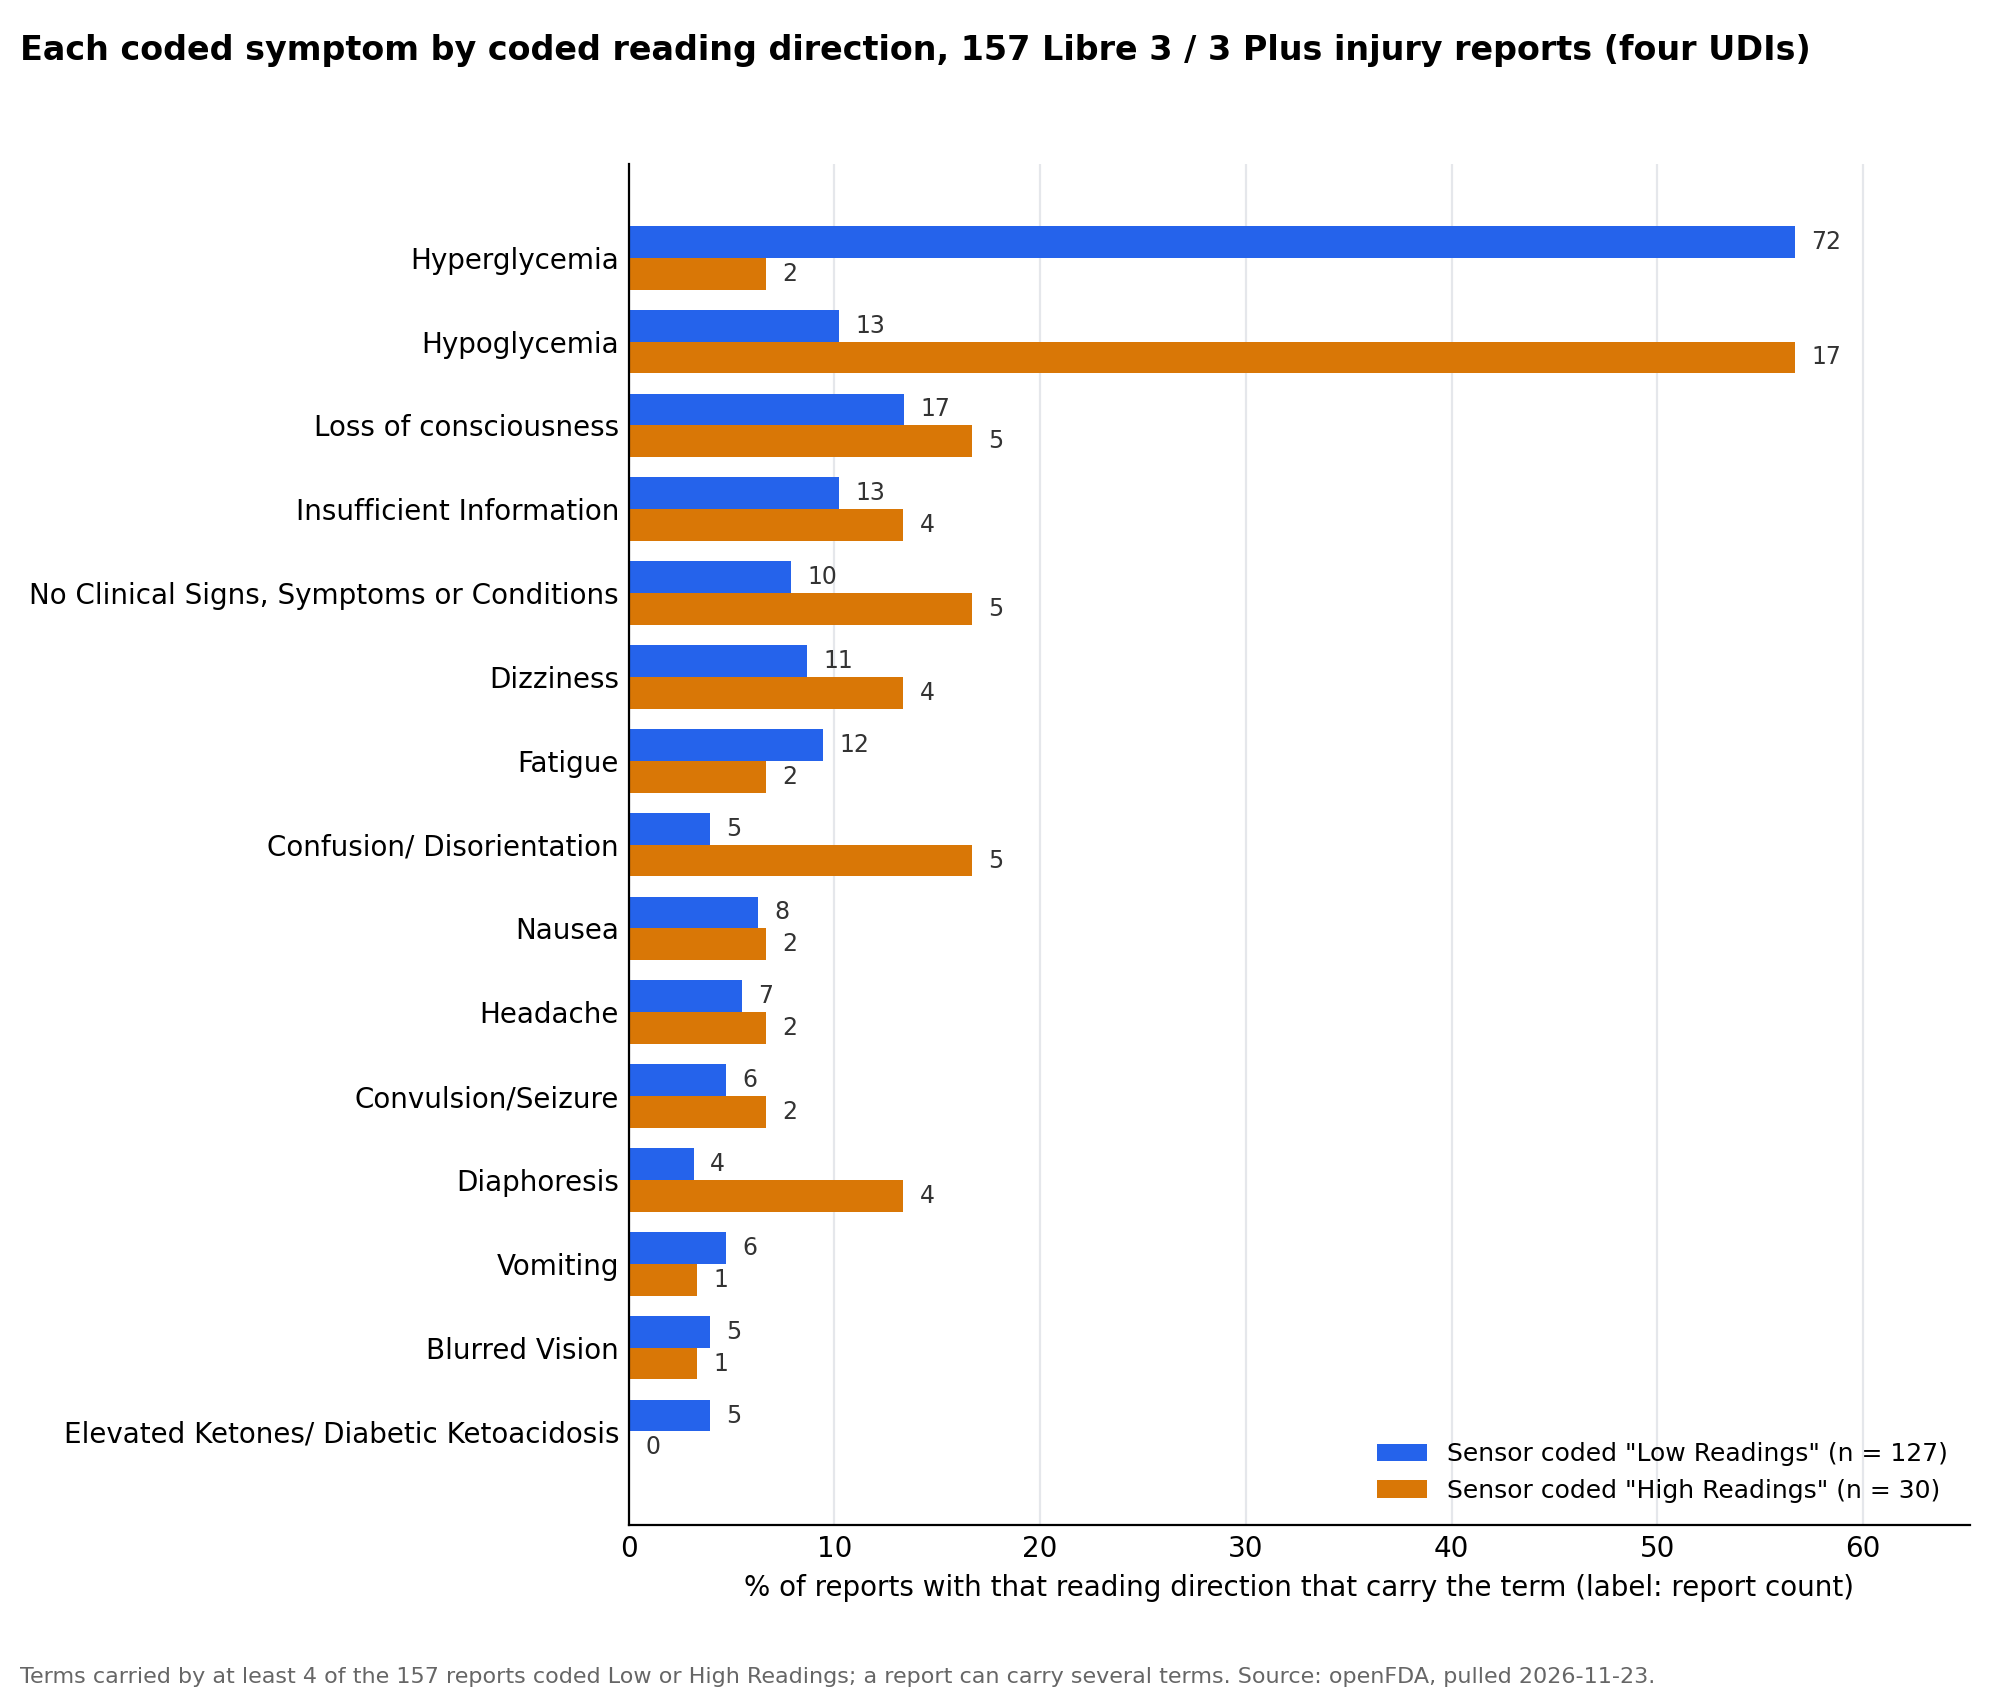 Each coded symptom by coded reading direction, 157 Libre 3 / 3 Plus injury reports (four UDIs)
Hyperglycemia
72
2
Hypoglycemia
13
17
Loss of consciousness
17
5
Insufficient Information
13
4
No Clinical Signs, Symptoms or Conditions
10
5
Dizziness
11
4
Fatigue
12
2
Confusion/ Disorientation
5
5
Nausea
8
2
Headache
7
2
Convulsion/Seizure
6
2
Diaphoresis
4
4
Vomiting
6
1
Blurred Vision
5
1
Elevated Ketones/ Diabetic Ketoacidosis
5
0
Sensor coded "Low Readings" (n = 127)
Sensor coded "High Readings" (n = 30)
0 10 20 30 40 50 60
% of reports with that reading direction that carry the term (label: report count)
Terms carried by at least 4 of the 157 reports coded Low or High Readings; a report can carry several terms. Source: openFDA, pulled 2026-11-23.